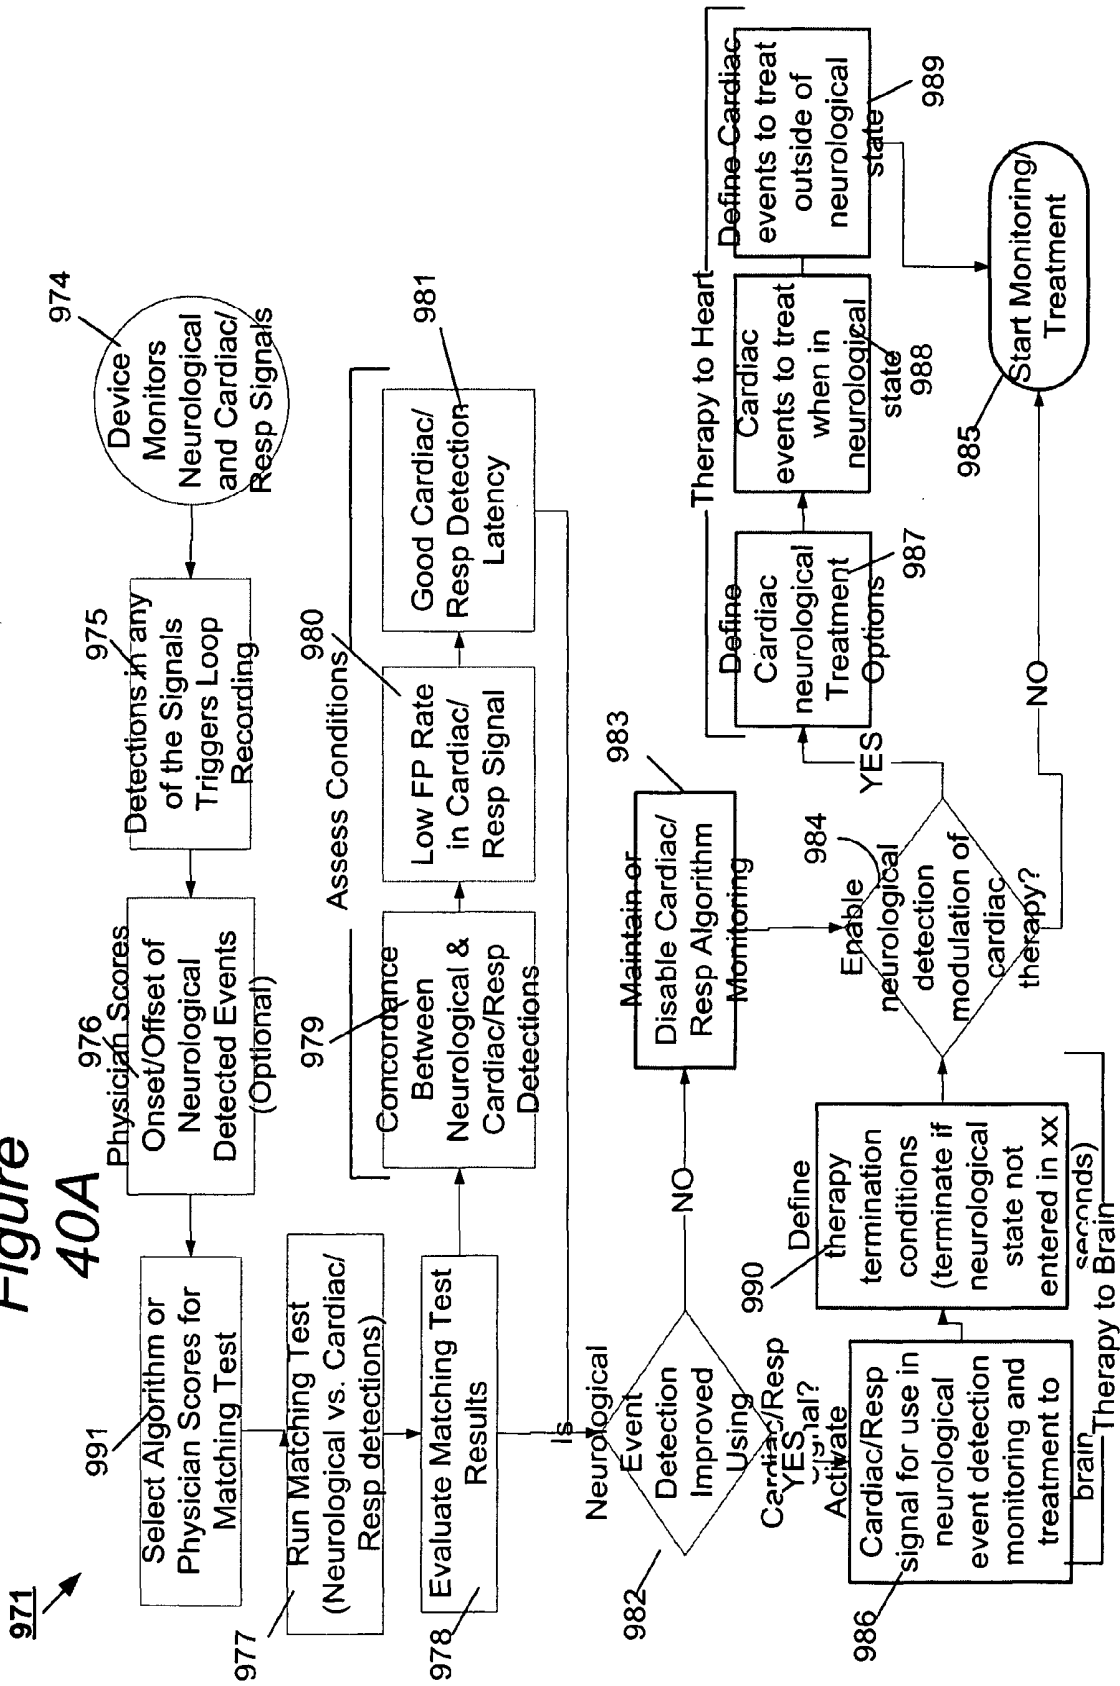 Figure
40A
971
974
Device
Monitors
Neurological
and Cardiac/
Resp Signals
975
Detections in any
of the Signals
Triggers Loop
Recording
976
Physician Scores
Onset/Offset of
Neurological
Detected Events
(Optional)
991
Select Algorithm or
Physician Scores for
Matching Test
977
Run Matching Test
(Neurological vs. Cardiac/
Resp detections)
978
Evaluate Matching Test
Results
Assess Conditions
979
Concordance
Between
Neurological &
Cardiac/Resp
Detections
980
Low FP Rate
in Cardiac/
Resp Signal
981
Good Cardiac/
Resp Detection
Latency
982
Is
Neurological
Event
Detection
Improved
Using
Cardiac/Resp
Signal?
NO
YES
983
Maintain or
Disable Cardiac/
Resp Algorithm
Monitoring
986
Activate
Cardiac/Resp
signal for use in
neurological
event detection
monitoring and
treatment to
brain
990
Define
therapy
termination
conditions
(terminate if
neurological
state not
entered in xx
seconds)
Therapy to Brain
984
Enable
neurological
detection
modulation of
cardiac
therapy?
YES
NO
Therapy to Heart
987
Define
Cardiac
neurological
Treatment
Options
988
Cardiac
events to treat
when in
neurological
state
989
Define Cardiac
events to treat
outside of
neurological
state
985
Start Monitoring/
Treatment